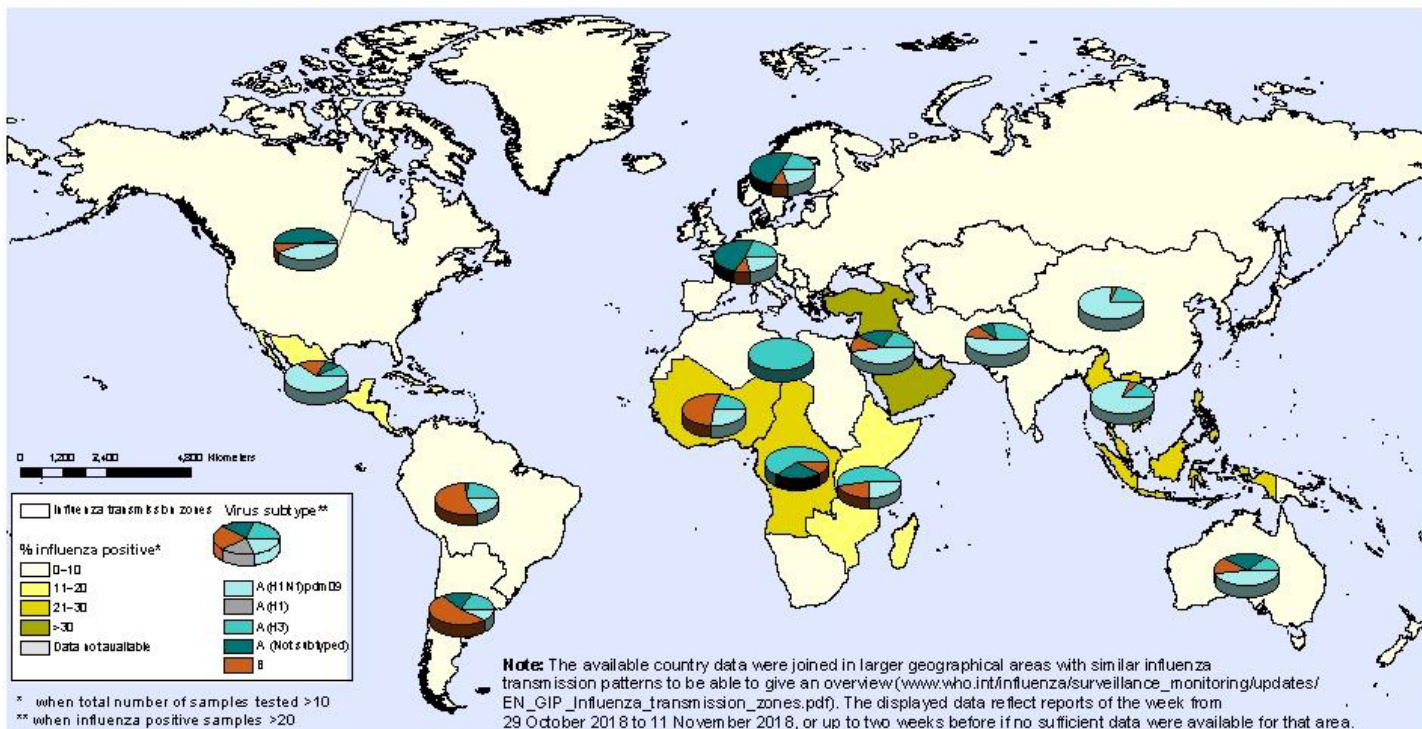 0 1,200 2,400 4,800 Kilometers
Influenza transmission zones
Virus subtype**
% influenza positive*
0–10
11–20
21–30
>30
Data not available
A(H1N1)pdm09
A(H1)
A(H3)
A (Not subtyped)
B
* when total number of samples tested >10
** when influenza positive samples >20
Note: The available country data were joined in larger geographical areas with similar influenza
transmission patterns to be able to give an overview (www.who.int/influenza/surveillance_monitoring/updates/
EN_GIP_Influenza_transmission_zones.pdf). The displayed data reflect reports of the week from
29 October 2018 to 11 November 2018, or up to two weeks before if no sufficient data were available for that area.